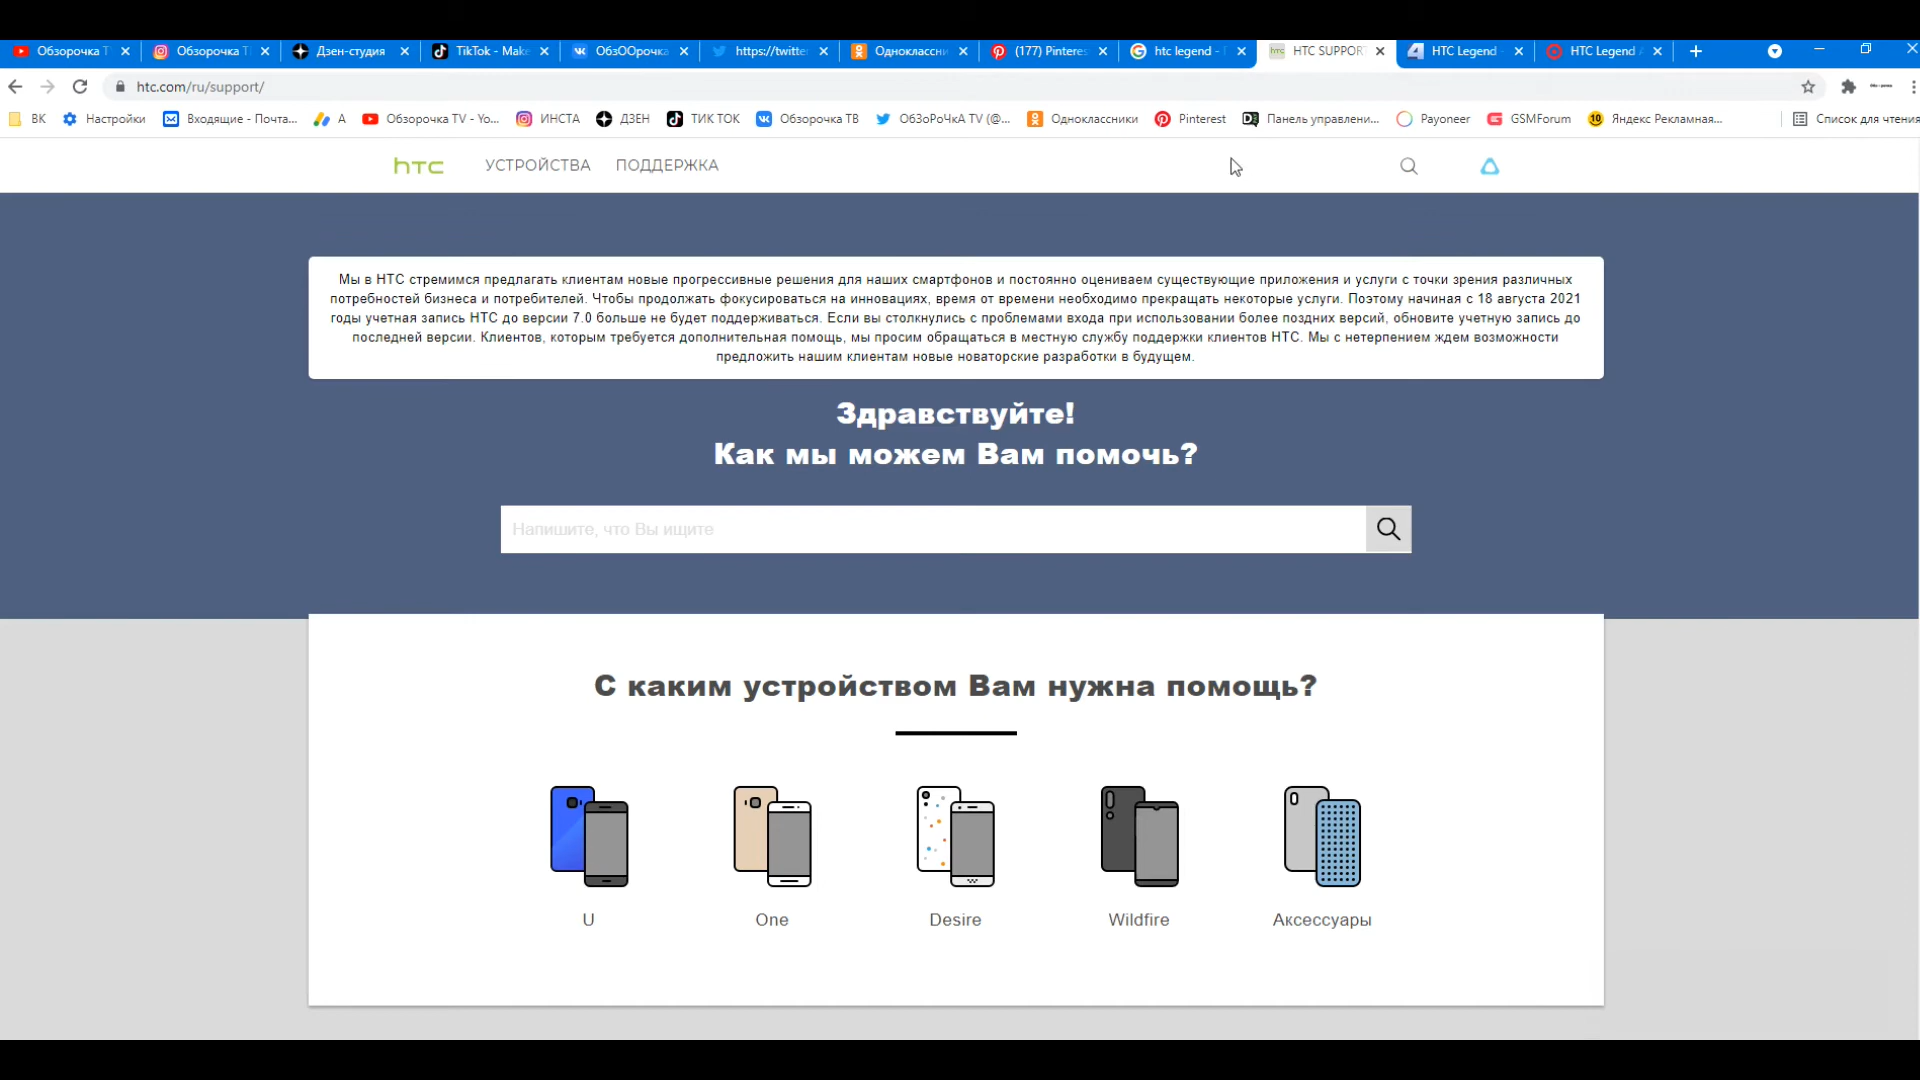 Обзорочка T
Обзорочка T
Дзен-студия
TikTok - Make
ОбзООрочка
https://twitte
Одноклассни
(177) Pinteres
htc legend -
HTC SUPPOR
HTC Legend
HTC Legend
htc.com/ru/support/
ВК
Настройки
Входящие - Почта...
А
Обзорочка TV - Yo...
ИНСТА
ДЗЕН
ТИК ТОК
Обзорочка ТВ
ОбЗоРоЧкА TV (@...
Одноклассники
Pinterest
Панель управлени...
Payoneer
GSMForum
10
Яндекс Рекламная...
Список для чтения
hTC
УСТРОЙСТВА
ПОДДЕРЖКА
Мы в HTC стремимся предлагать клиентам новые прогрессивные решения для наших смартфонов и постоянно оцениваем существующие приложения и услуги с точки зрения различных
потребностей бизнеса и потребителей. Чтобы продолжать фокусироваться на инновациях, время от времени необходимо прекращать некоторые услуги. Поэтому начиная с 18 августа 2021
годы учетная запись HTC до версии 7.0 больше не будет поддерживаться. Если вы столкнулись с проблемами входа при использовании более поздних версий, обновите учетную запись до
последней версии. Клиентов, которым требуется дополнительная помощь, мы просим обращаться в местную службу поддержки клиентов HTC. Мы с нетерпением ждем возможности
предложить нашим клиентам новые новаторские разработки в будущем.
Здравствуйте!
Как мы можем Вам помочь?
Напишите, что Вы ищите
С каким устройством Вам нужна помощь?
U
One
Desire
Wildfire
Аксессуары